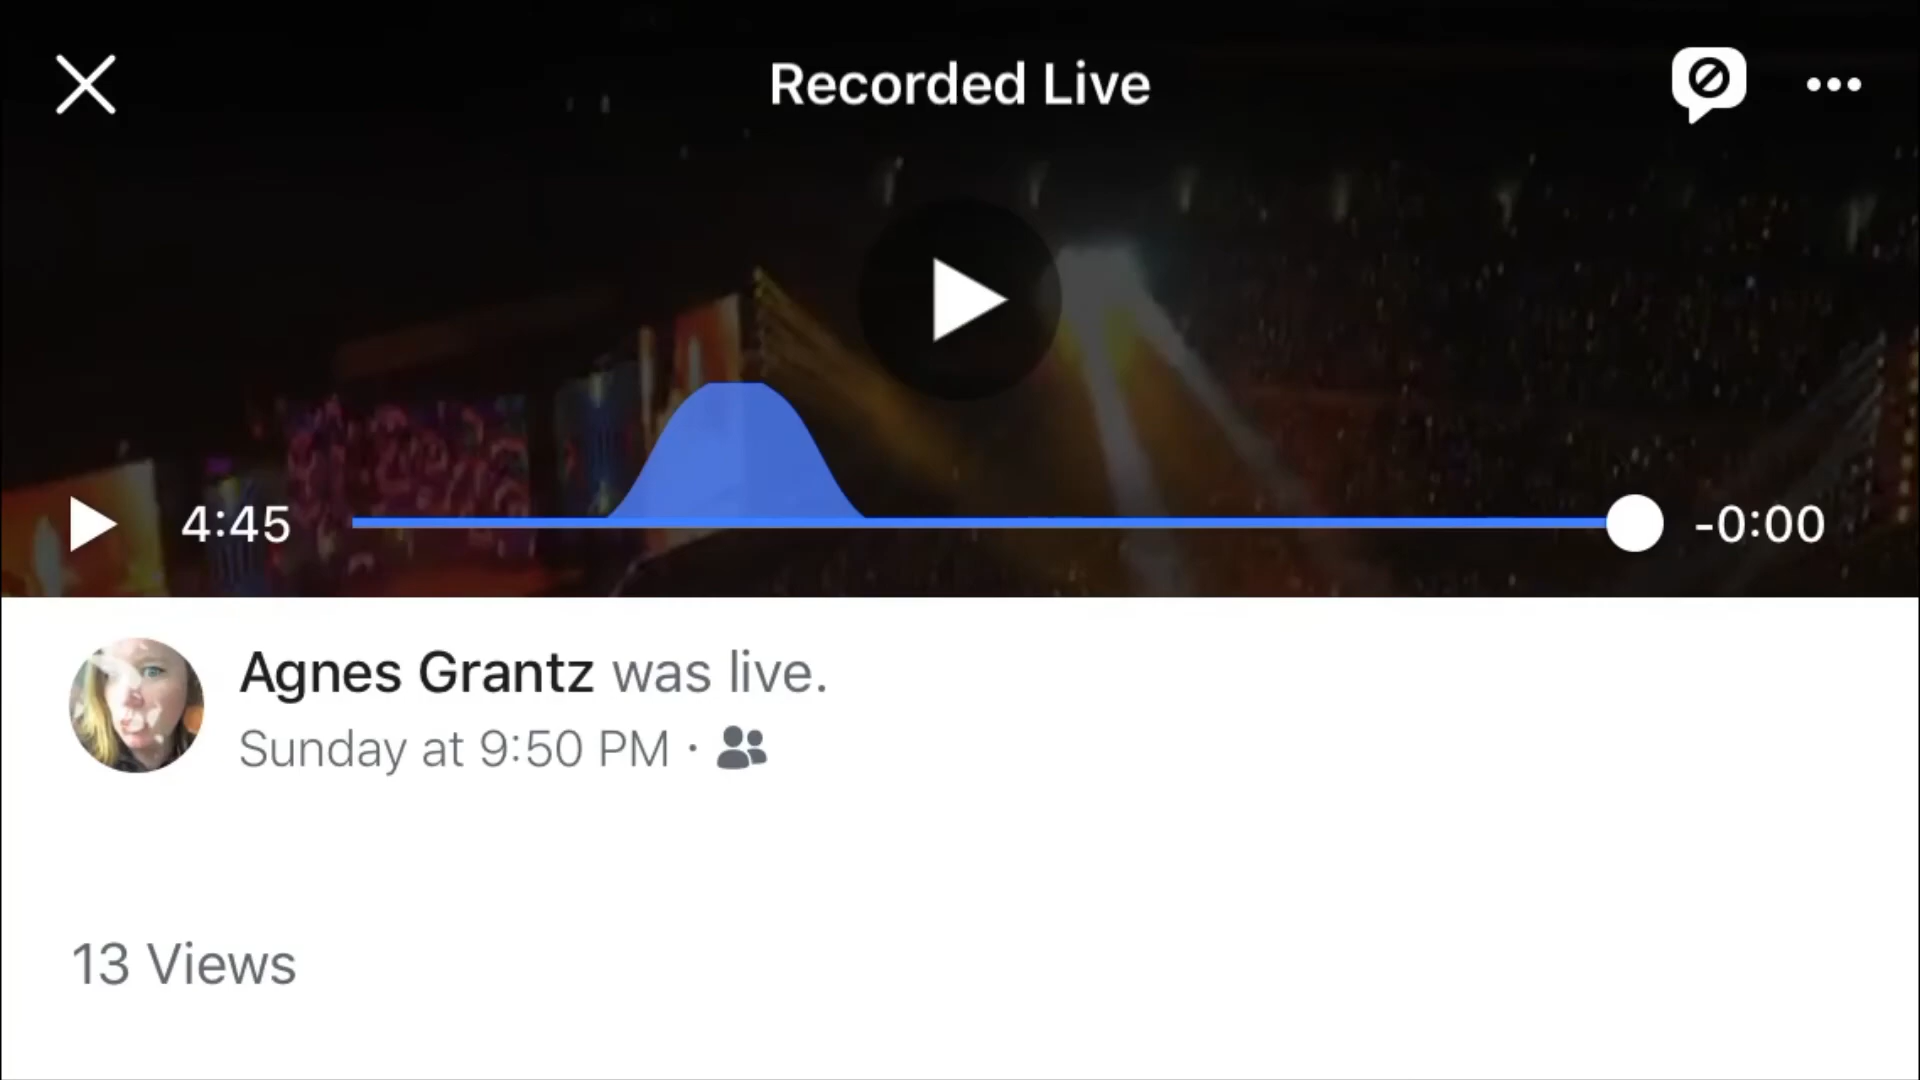 Recorded Live
4:45
-0:00
Agnes Grantz was live.
Sunday at 9:50 PM ·
13 Views